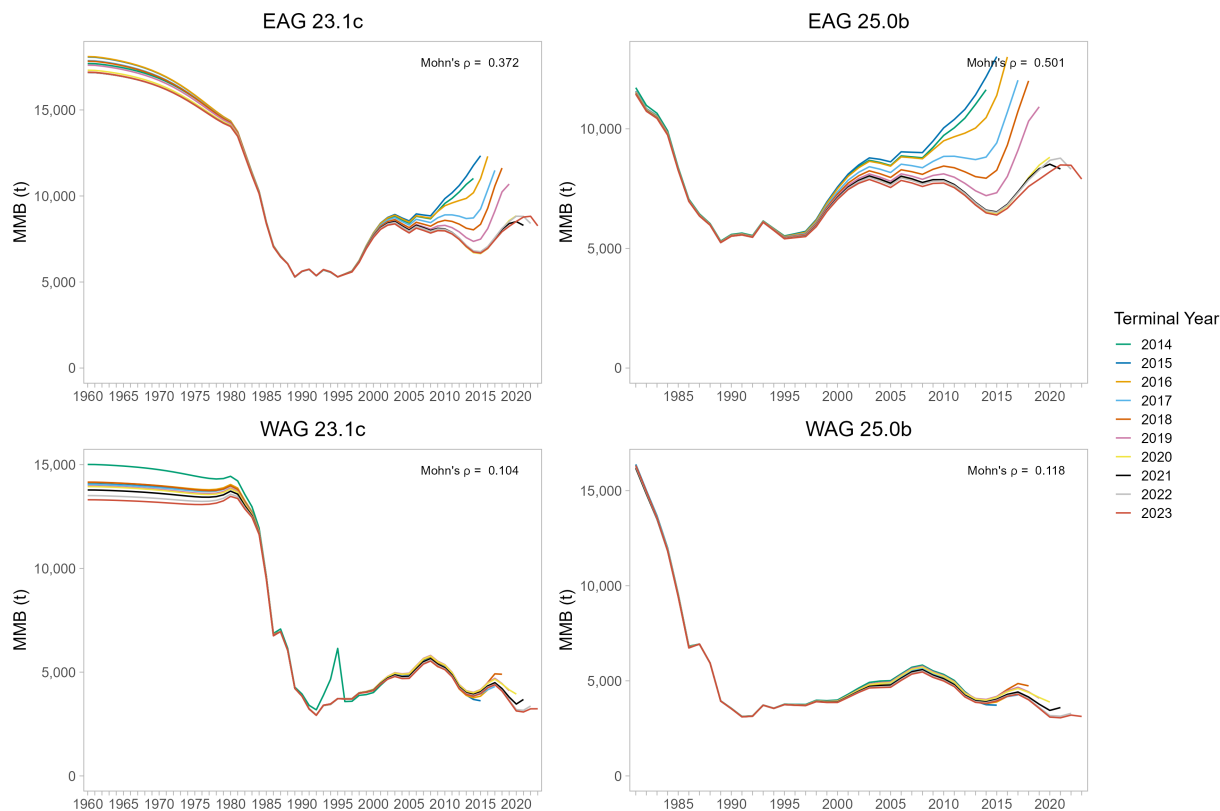 EAG 23.1c
EAG 25.0b
Mohn's ρ = 0.372
Mohn's ρ = 0.501
MMB (t)
15,000
10,000
5,000
0
1960 1965 1970 1975 1980 1985 1990 1995 2000 2005 2010 2015 2020
MMB (t)
10,000
5,000
0
1985 1990 1995 2000 2005 2010 2015 2020
Terminal Year
2014
2015
2016
2017
2018
2019
2020
2021
2022
2023
WAG 23.1c
WAG 25.0b
Mohn's ρ = 0.104
Mohn's ρ = 0.118
MMB (t)
15,000
10,000
5,000
0
1960 1965 1970 1975 1980 1985 1990 1995 2000 2005 2010 2015 2020
MMB (t)
15,000
10,000
5,000
0
1985 1990 1995 2000 2005 2010 2015 2020